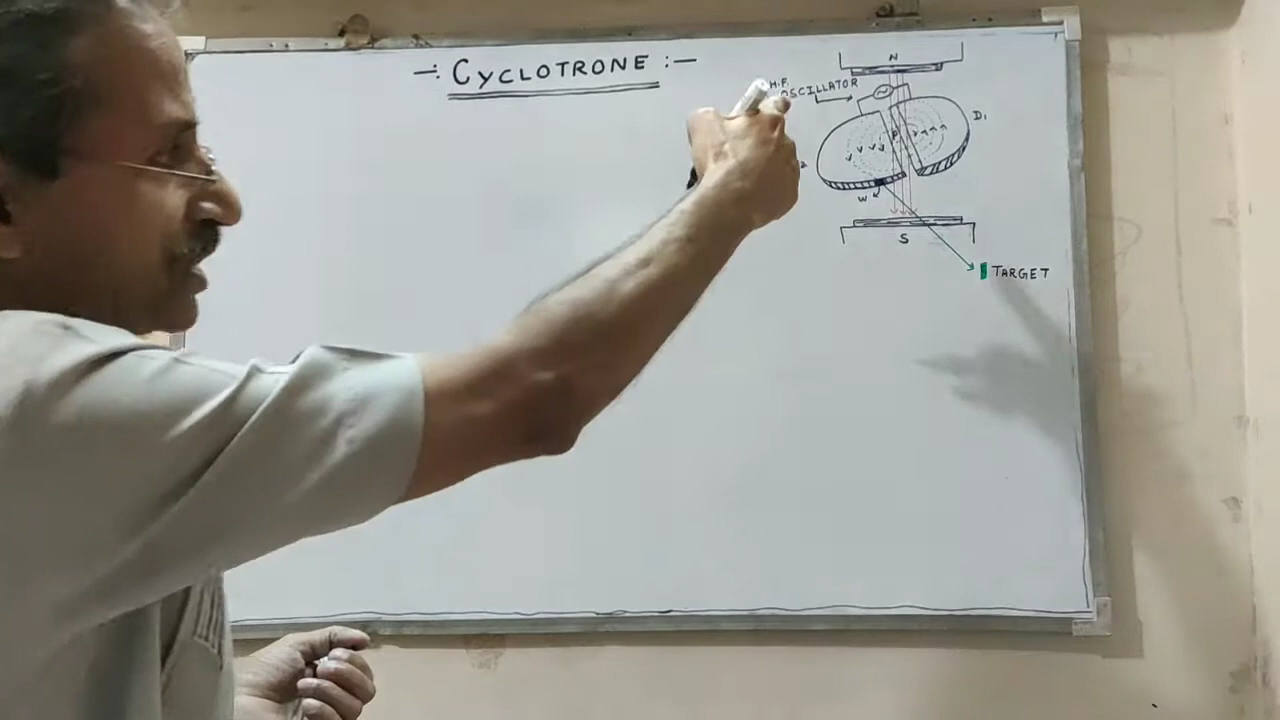 -: CYCLOTRONE :-
N
H.F.
OSCILLATOR
D₁
P
W
S
TARGET